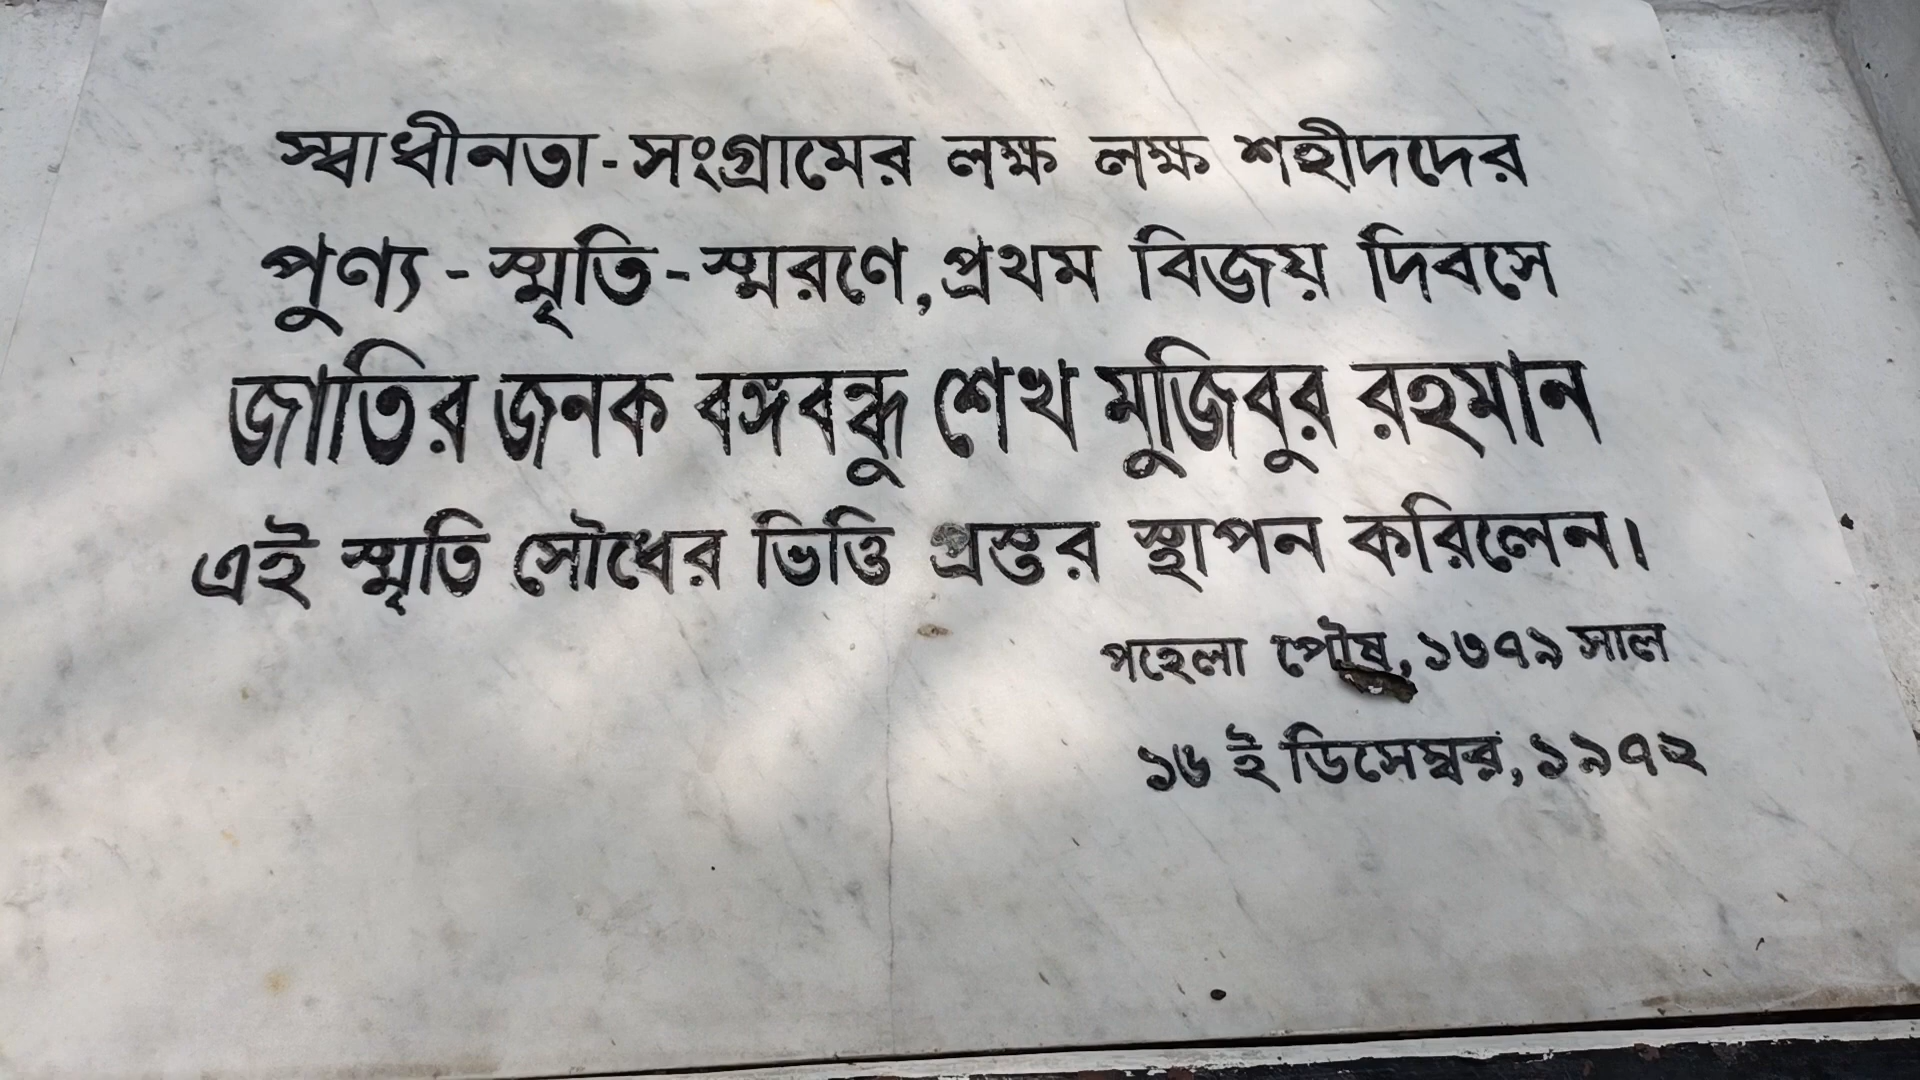 স্বাধীনতা-সংগ্রামের লক্ষ লক্ষ শহীদদের
পুণ্য-স্মৃতি-স্মরণে, প্রথম বিজয় দিবসে
জাতির জনক বঙ্গবন্ধু শেখ মুজিবুর রহমান
এই স্মৃতি সৌধের ভিত্তি প্রস্তর স্থাপন করিলেন।
পহেলা পৌষ, ১৩৭৯ সাল
১৬ ই ডিসেম্বর, ১৯৭২